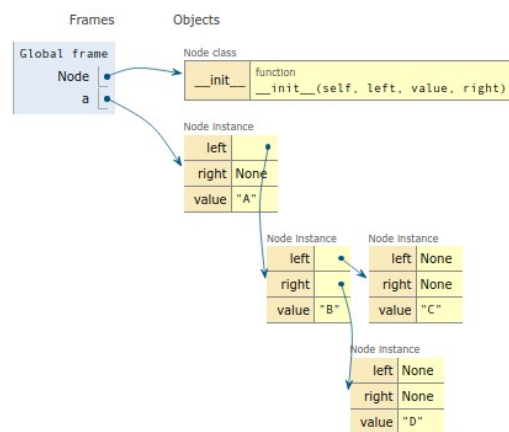 Frames Objects
Global frame
Node
a
Node class
__init__ function
__init__(self, left, value, right)
Node instance
left
right None
value "A"
Node instance
left
right
value "B"
Node instance
left None
right None
value "C"
Node instance
left None
right None
value "D"